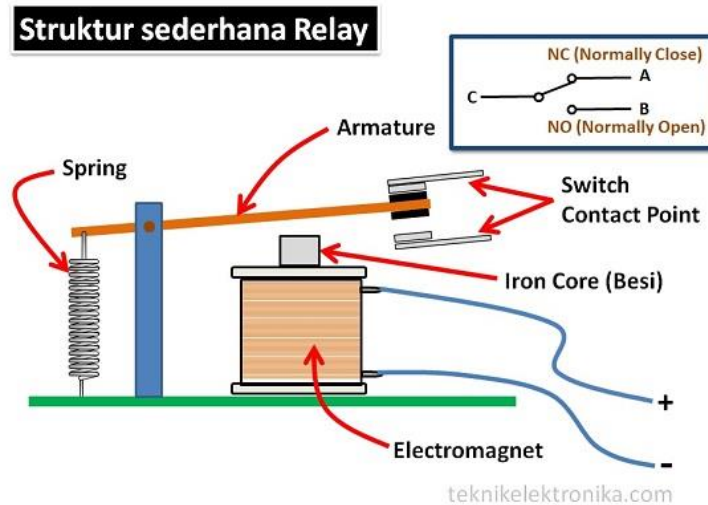 Struktur sederhana Relay
NC (Normally Close)
A
C
B
NO (Normally Open)
Armature
Spring
Switch
Contact Point
Iron Core (Besi)
+
Electromagnet
-
teknikelektronika.com